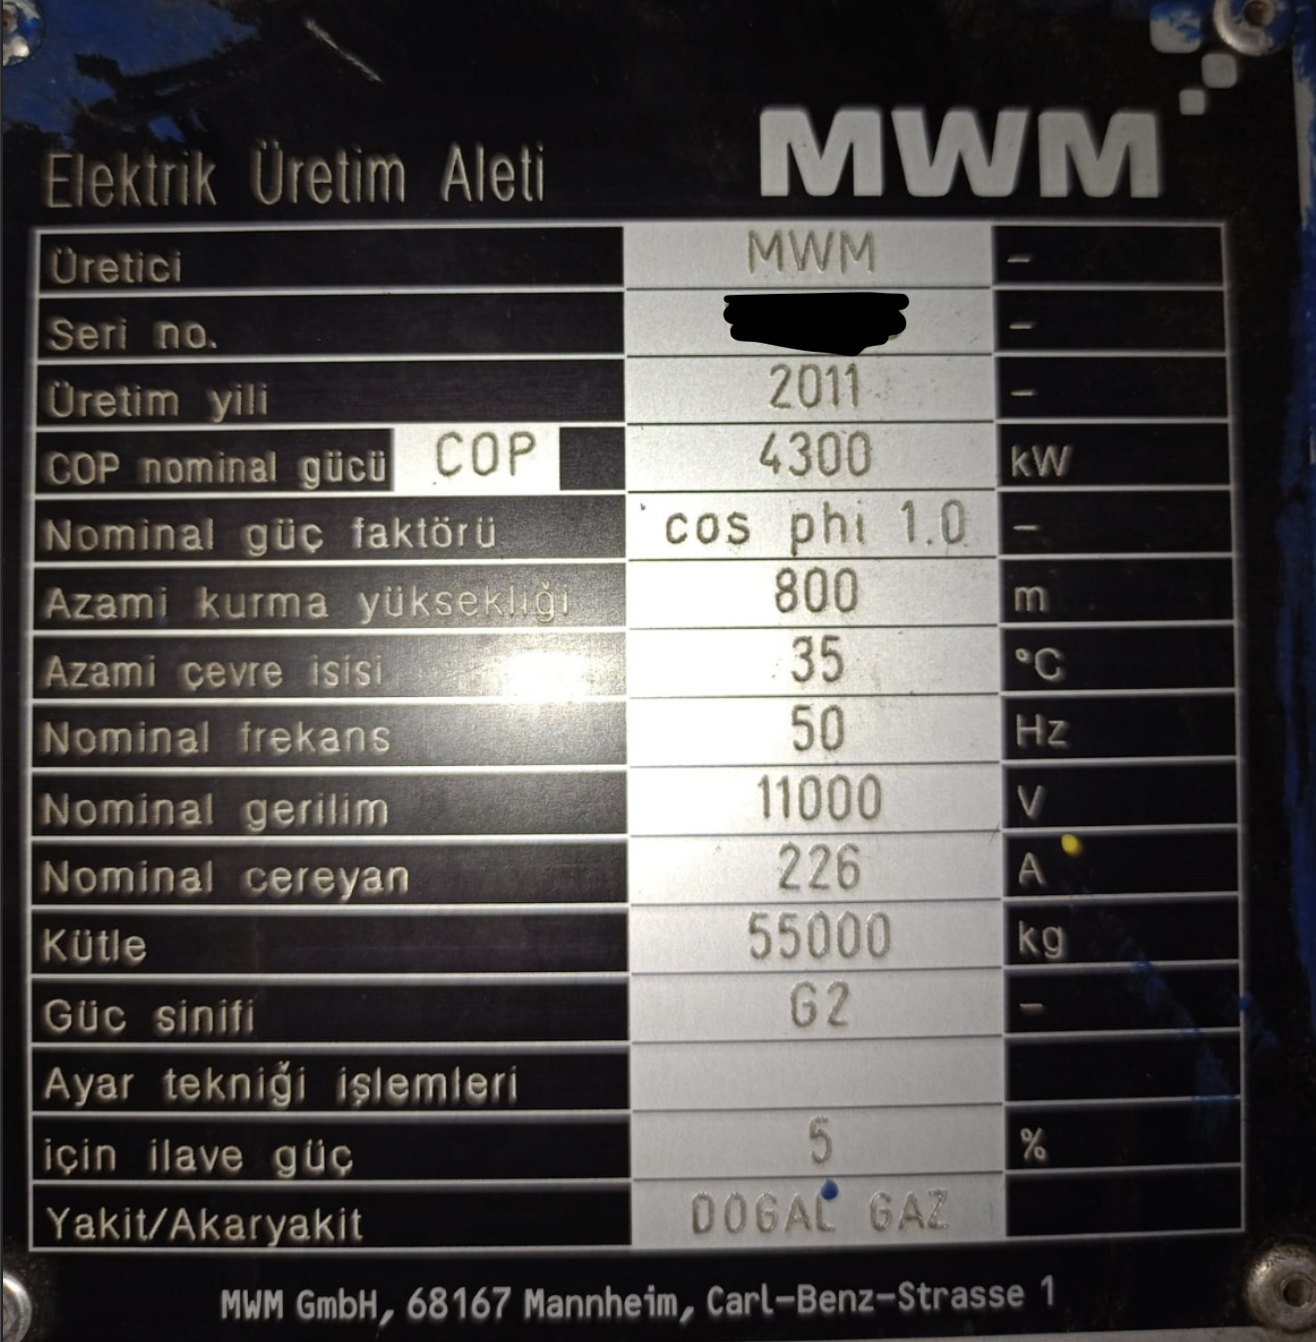 Elektrik Üretim Aleti MWM
Üretici MWM -
Seri no. -
Üretim yili 2011 -
COP nominal gücü COP 4300 kW
Nominal güç faktörü cos phi 1.0 -
Azami kurma yüksekliği 800 m
Azami çevre isisi 35 °C
Nominal frekans 50 Hz
Nominal gerilim 11000 V
Nominal cereyan 226 A
Kütle 55000 kg
Güc sinifi G2 -
Ayar tekniği işlemleri
için ilave güç 5 %
Yakit/Akaryakit DOGAL GAZ
MWM GmbH, 68167 Mannheim, Carl-Benz-Strasse 1